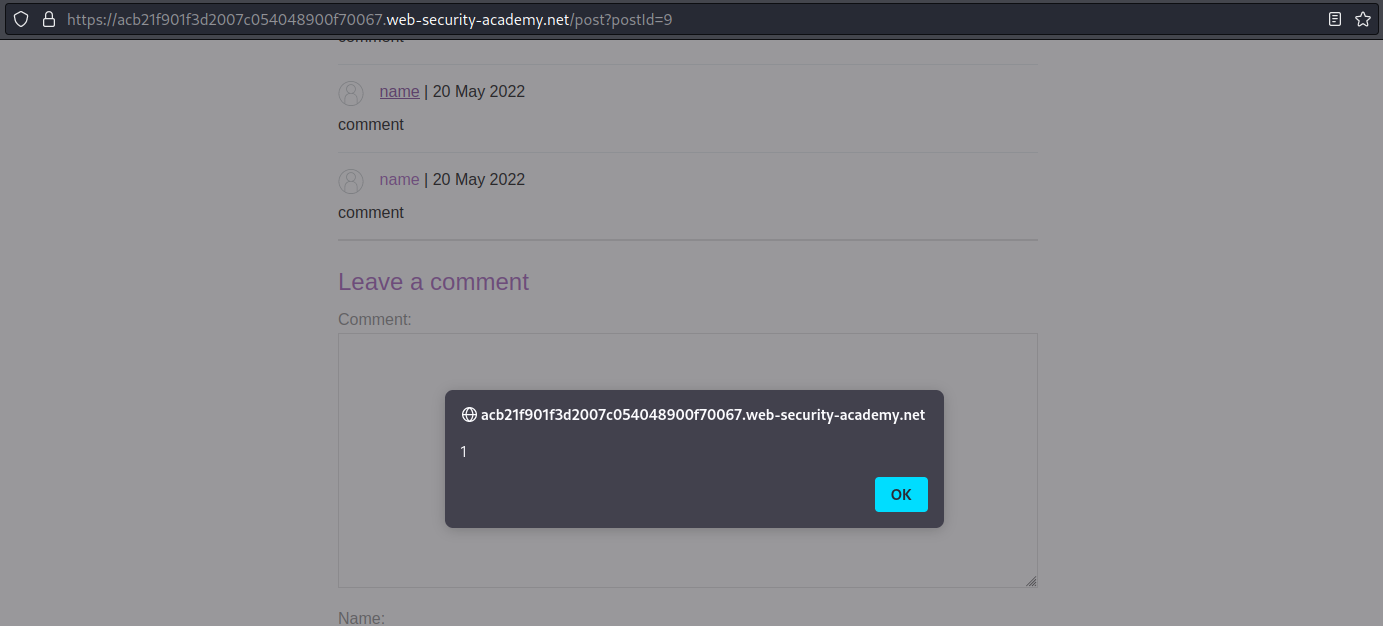 https://acb21f901f3d2007c054048900f70067.web-security-academy.net/post?postId=9
comment
name | 20 May 2022
comment
name | 20 May 2022
comment
Leave a comment
Comment:
acb21f901f3d2007c054048900f70067.web-security-academy.net
1
OK
Name: